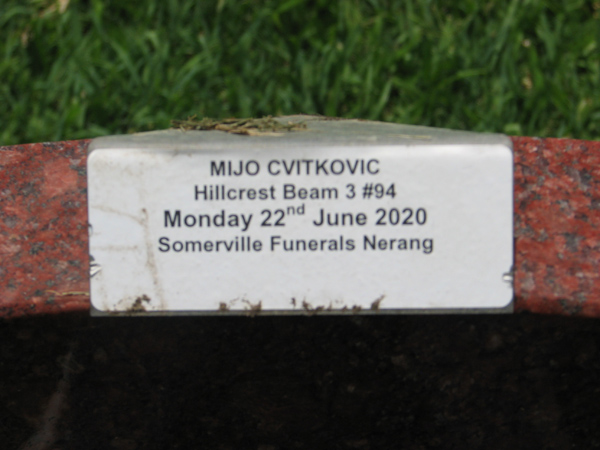 MIJO CVITKOVIC
Hillcrest Beam 3 #94
Monday 22nd June 2020
Somerville Funerals Nerang